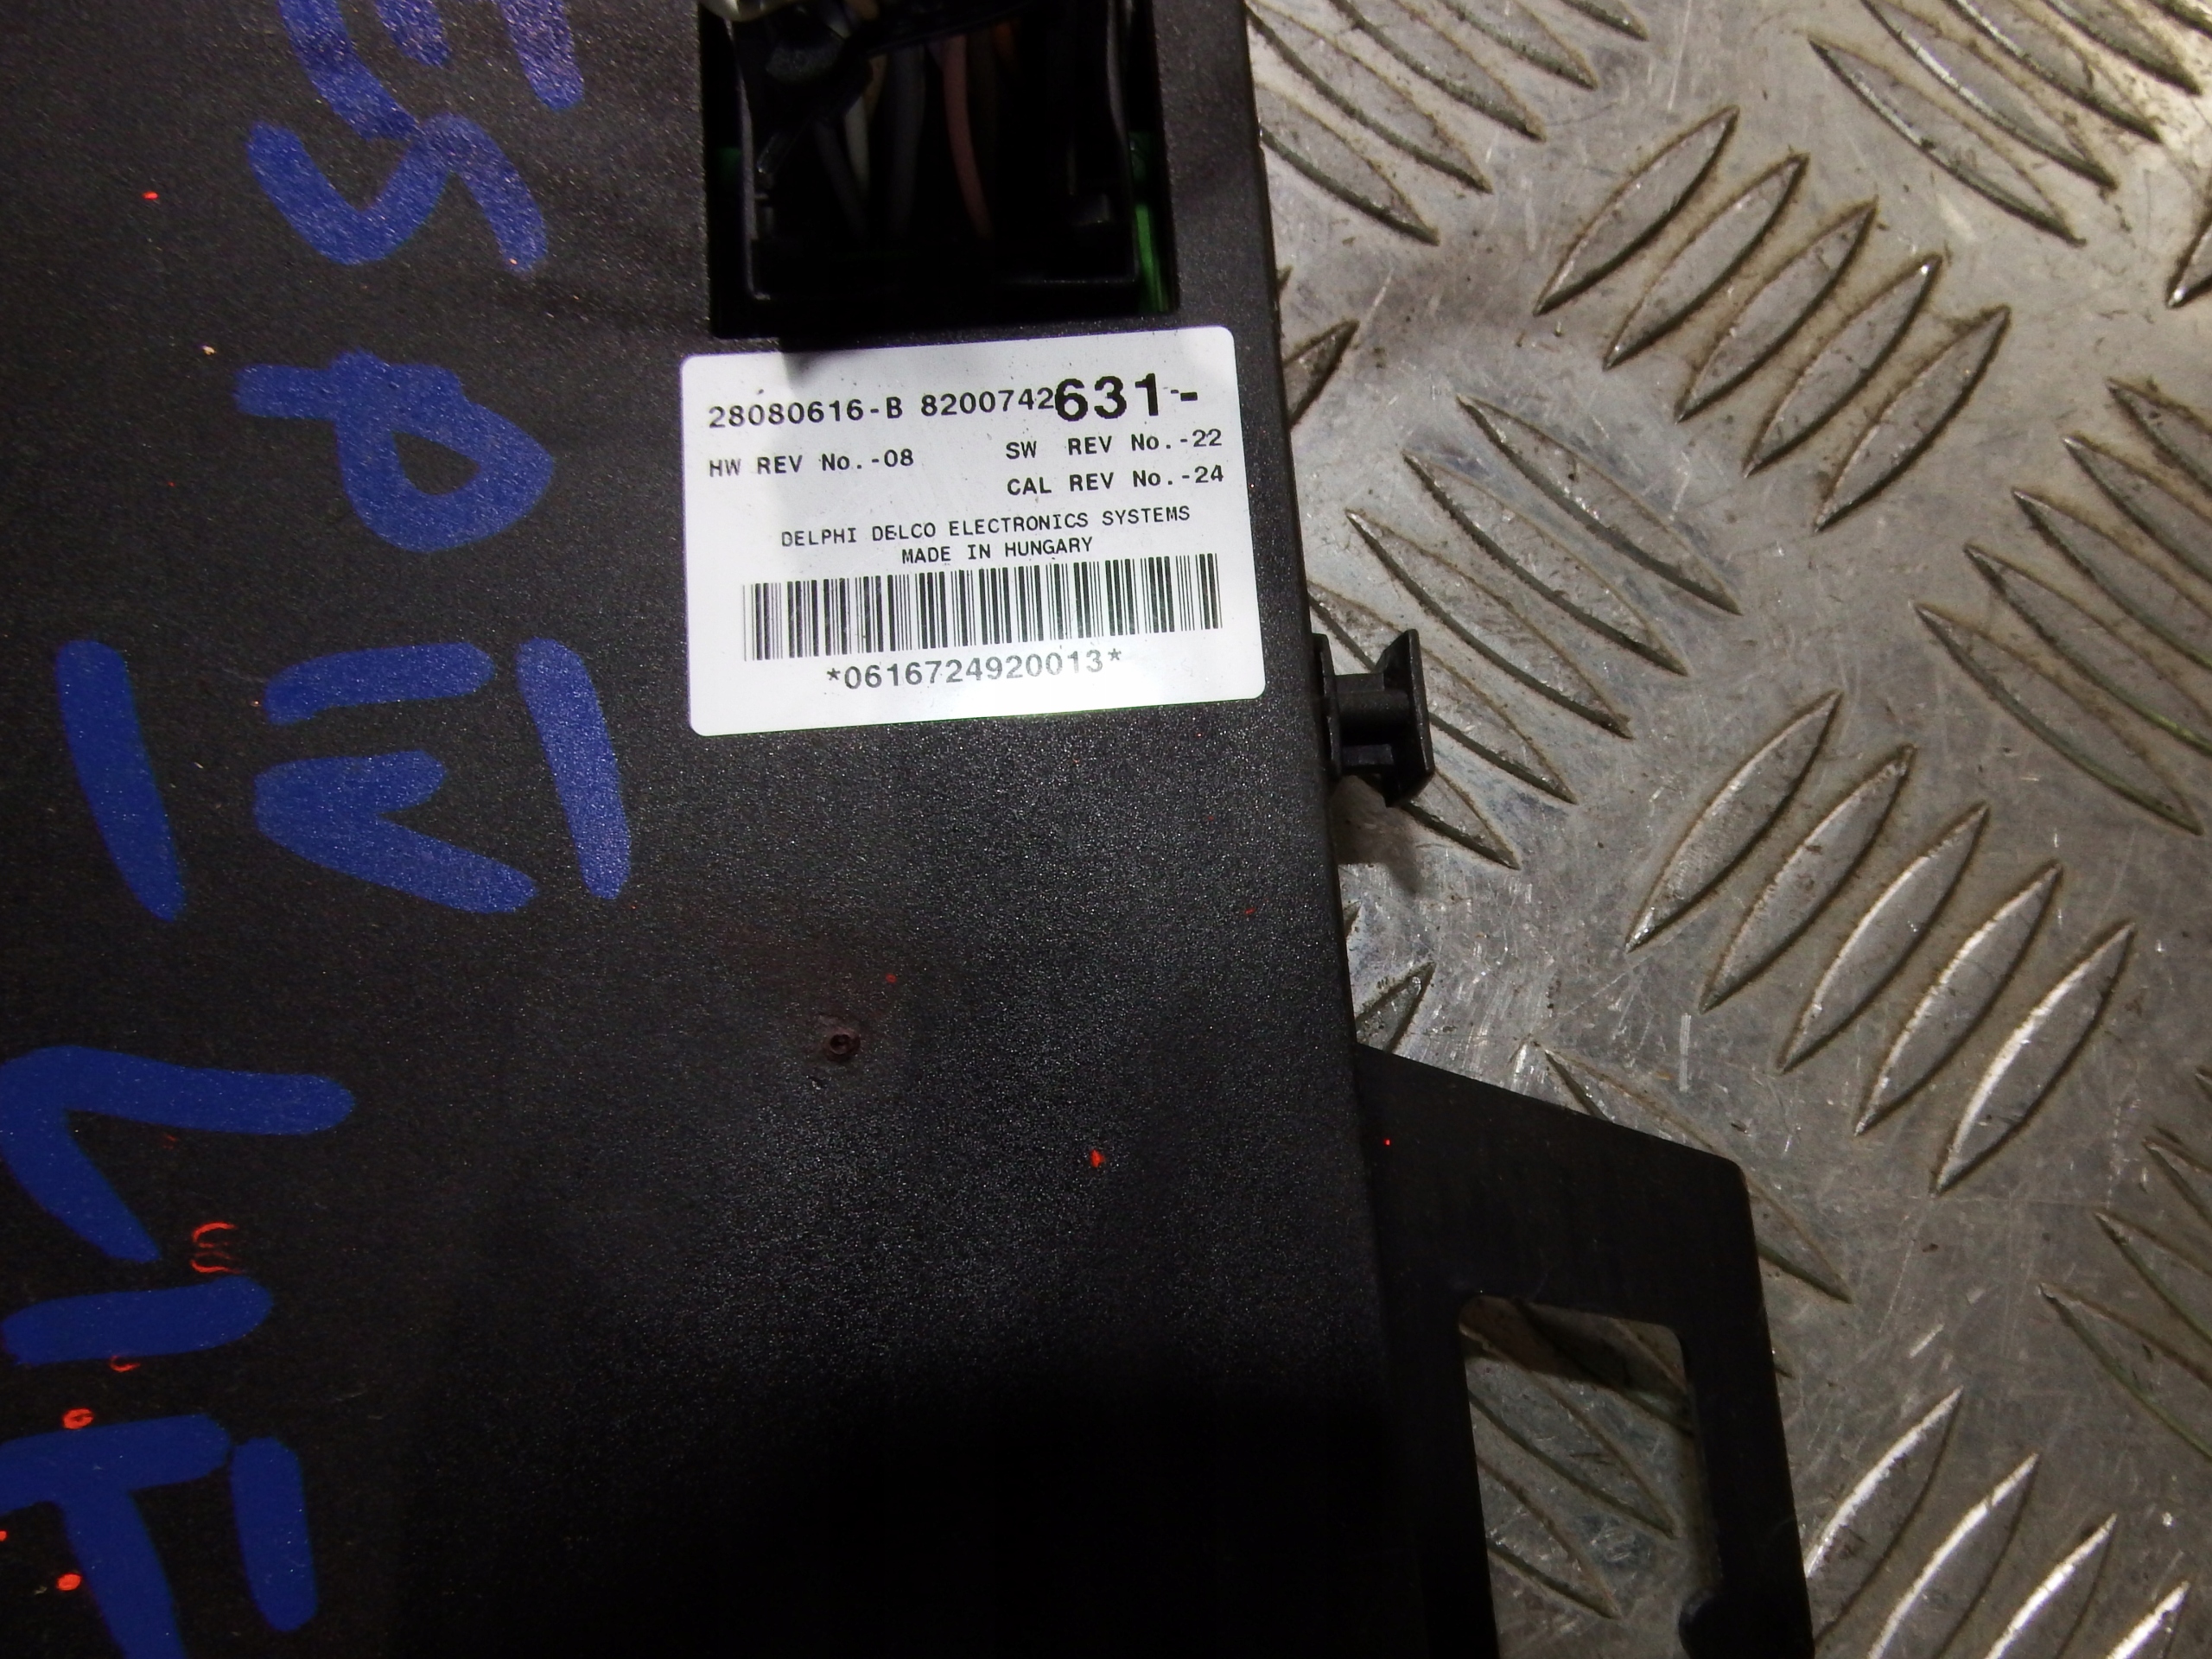 28080616-B 8200742631-
HW REV No.-08 SW REV No.-22
CAL REV No.-24
DELPHI DELCO ELECTRONICS SYSTEMS
MADE IN HUNGARY
*0616724920013*